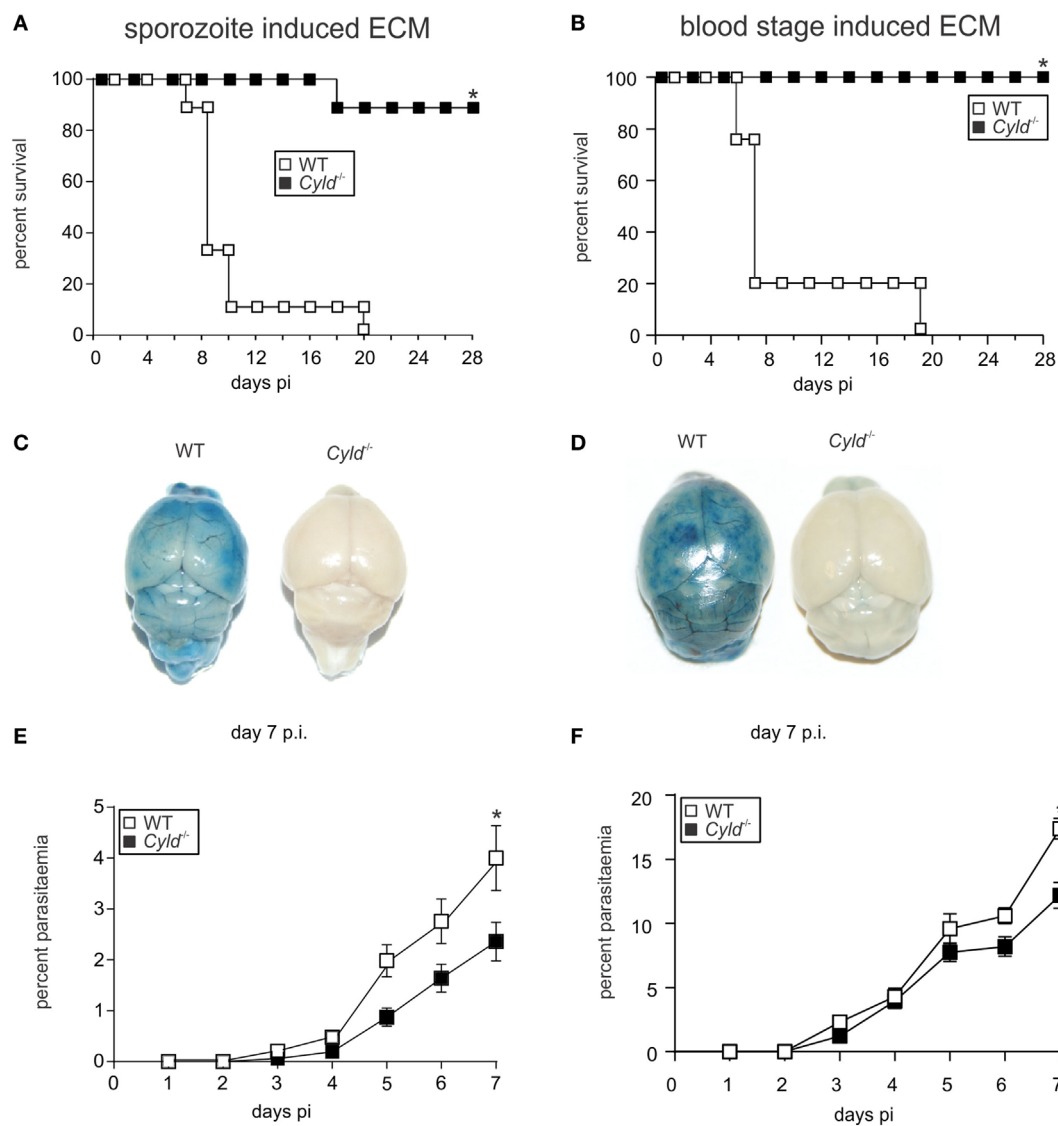 A
sporozoite induced ECM
percent survival
100
80
60
40
20
0
*
WT
Cyld-/-
0 4 8 12 16 20 24 28
days pi
B
blood stage induced ECM
percent survival
100
80
60
40
20
0
*
WT
Cyld-/-
0 4 8 12 16 20 24 28
days pi
C
WT Cyld-/-
day 7 p.i.
D
WT Cyld-/-
day 7 p.i.
E
percent parasitaemia
5
4
3
2
1
0
WT
Cyld-/-
*
0 1 2 3 4 5 6 7
days pi
F
percent parasitaemia
20
15
10
5
0
WT
Cyld-/-
0 1 2 3 4 5 6 7
days pi